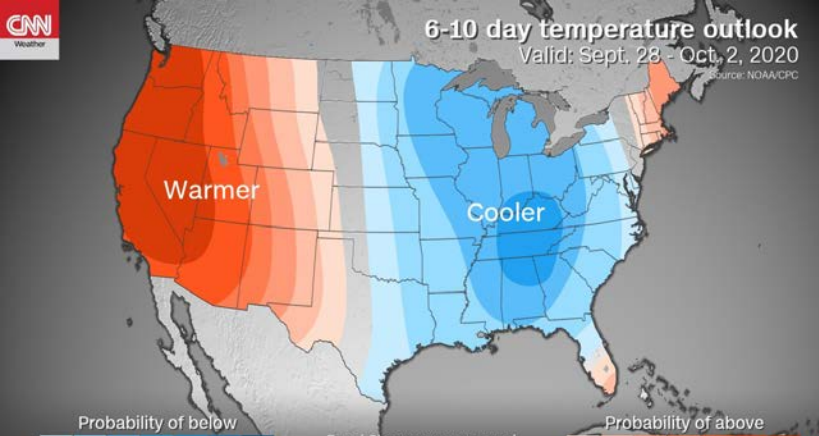 CNN
Weather
6-10 day temperature outlook
Valid: Sept. 28 - Oct. 2, 2020
Source: NOAA/CPC
Warmer
Cooler
Probability of below
Probability of above